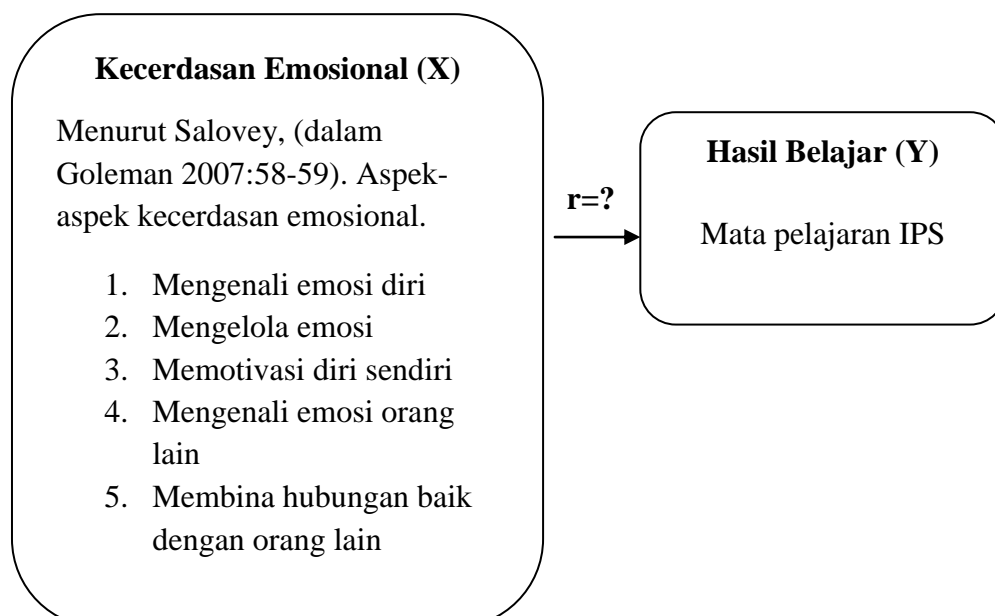 Kecerdasan Emosional (X)
Menurut Salovey, (dalam
Goleman 2007:58-59). Aspek-
aspek kecerdasan emosional.
1. Mengenali emosi diri
2. Mengelola emosi
3. Memotivasi diri sendiri
4. Mengenali emosi orang
lain
5. Membina hubungan baik
dengan orang lain
r=?
Hasil Belajar (Y)
Mata pelajaran IPS